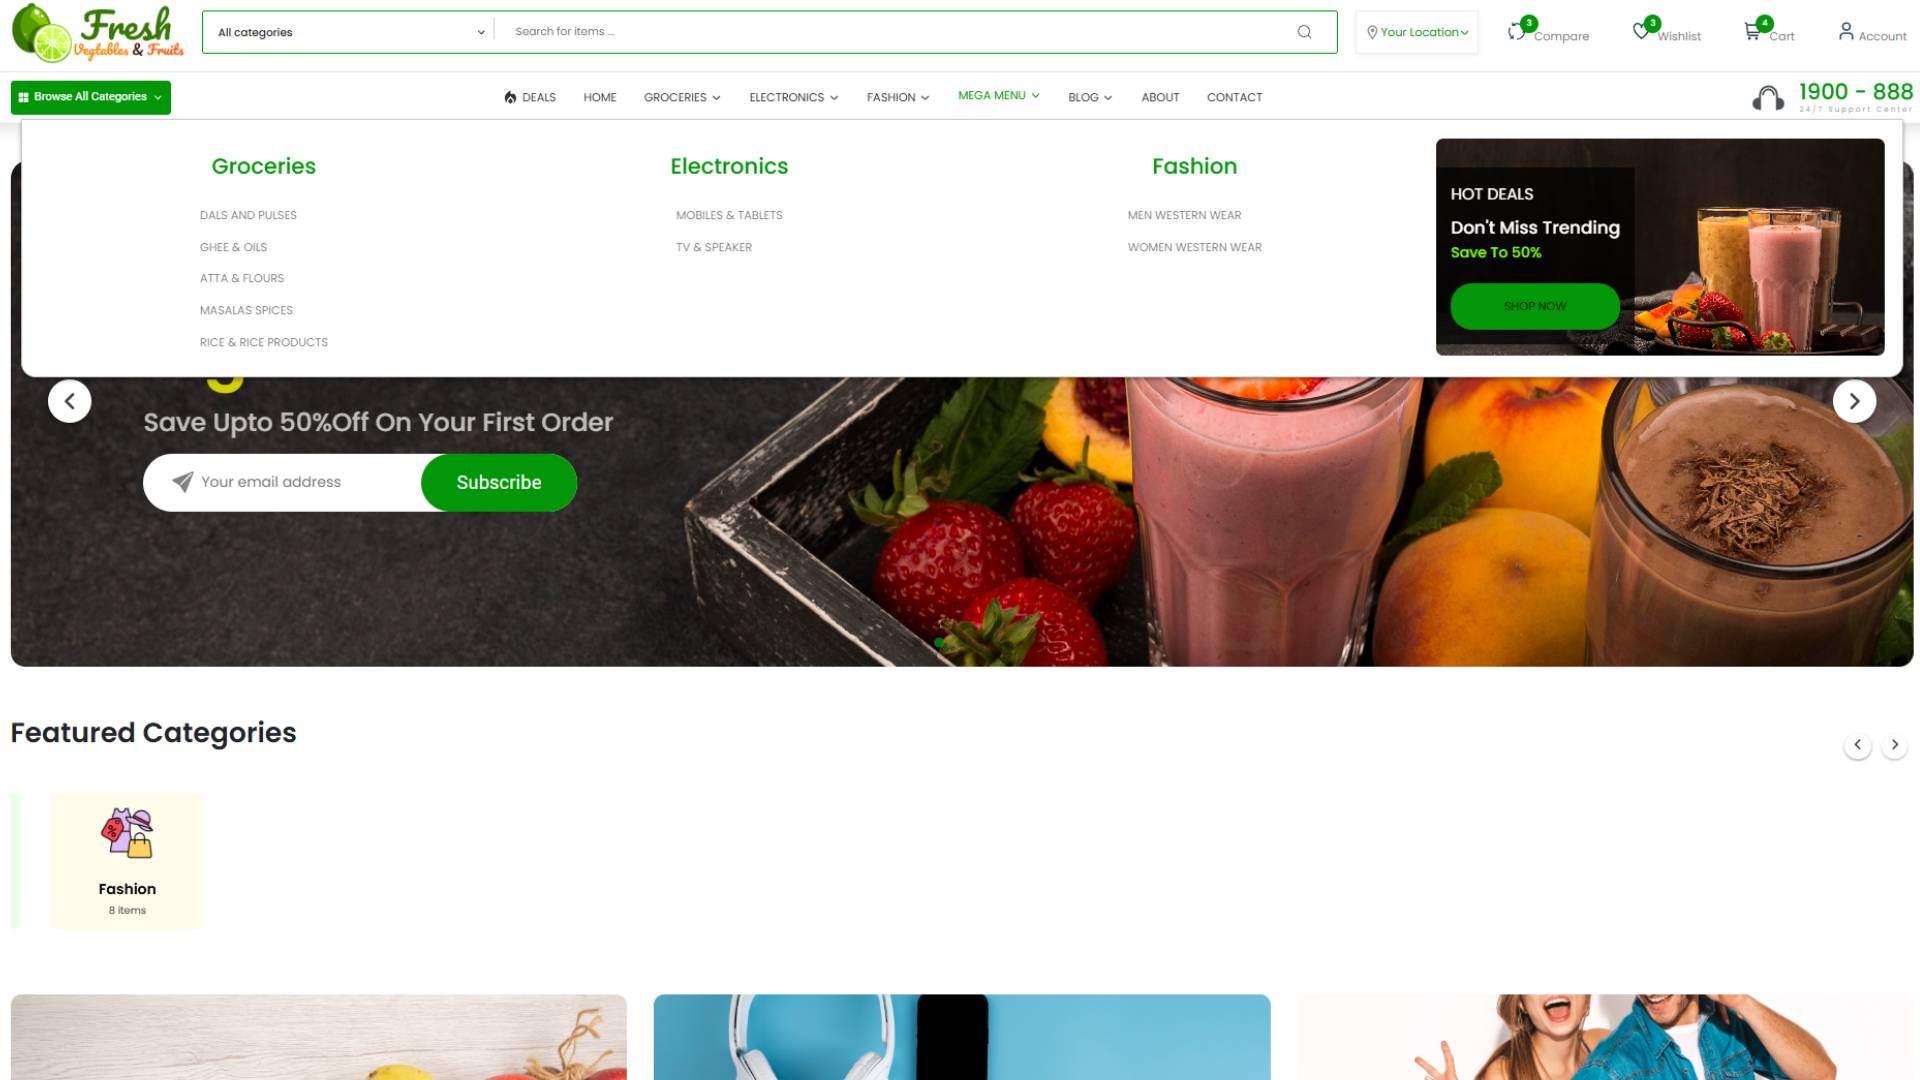 Fresh
Vegtables & Fruits
All categories
Search for items ...
Your Location
3
Compare
3
Wishlist
4
Cart
Account
Browse All Categories
DEALS
HOME
GROCERIES
ELECTRONICS
FASHION
MEGA MENU
BLOG
ABOUT
CONTACT
1900 - 888
24/7 Support Center
Groceries
DALS AND PULSES
GHEE & OILS
ATTA & FLOURS
MASALAS SPICES
RICE & RICE PRODUCTS
Electronics
MOBILES & TABLETS
TV & SPEAKER
Fashion
MEN WESTERN WEAR
WOMEN WESTERN WEAR
HOT DEALS
Don't Miss Trending
Save To 50%
SHOP NOW
Save Upto 50%Off On Your First Order
Your email address
Subscribe
Featured Categories
Fashion
8 items